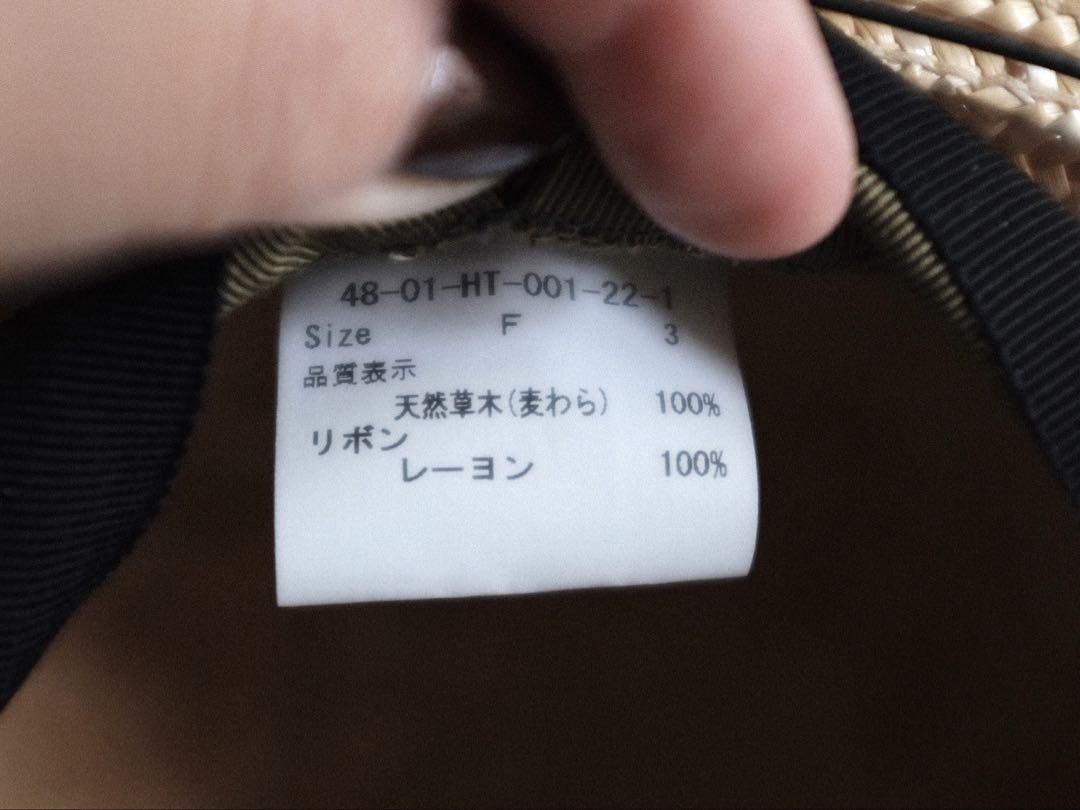 48-01-HT-001-22-1
Size F 3
品質表示
天然草木(麦わら) 100%
リボン
レーヨン 100%